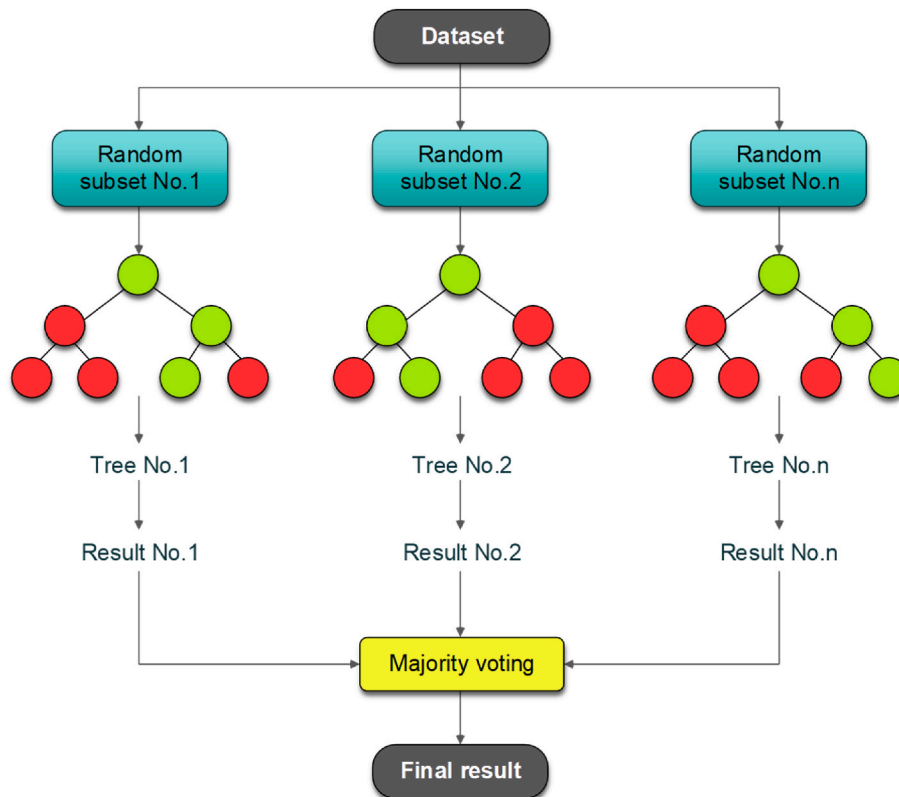 Dataset
Random
subset No.1
Random
subset No.2
Random
subset No.n
Tree No.1
Tree No.2
Tree No.n
Result No.1
Result No.2
Result No.n
Majority voting
Final result